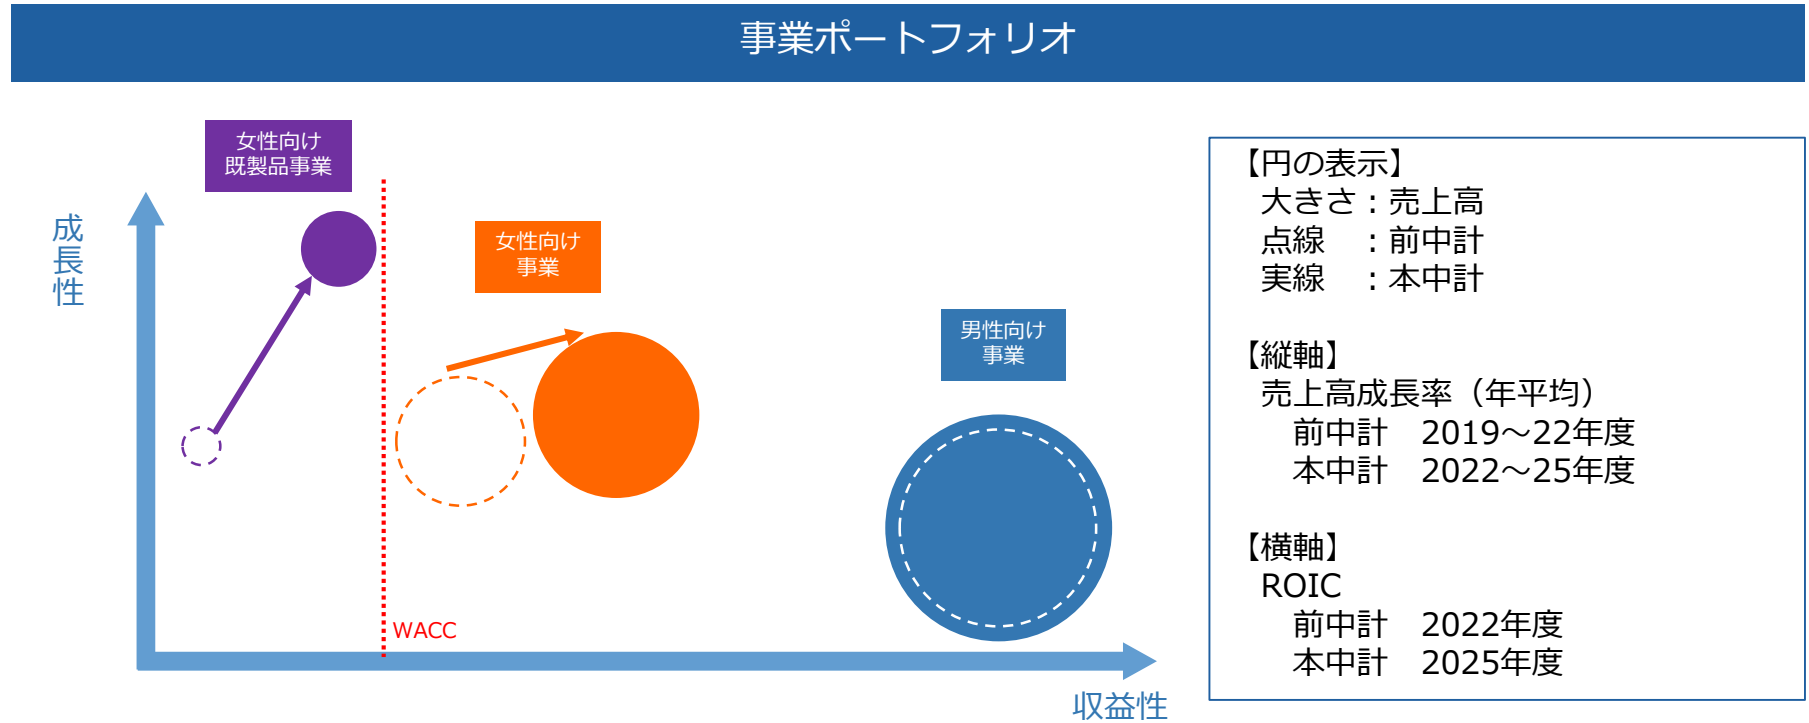 事業ポートフォリオ
女性向け
既製品事業
成長性
女性向け
事業
男性向け
事業
WACC
収益性
【円の表示】
大きさ：売上高
点線　：前中計
実線　：本中計
【縦軸】
売上高成長率（年平均）
前中計　2019～22年度
本中計　2022～25年度
【横軸】
ROIC
前中計　2022年度
本中計　2025年度